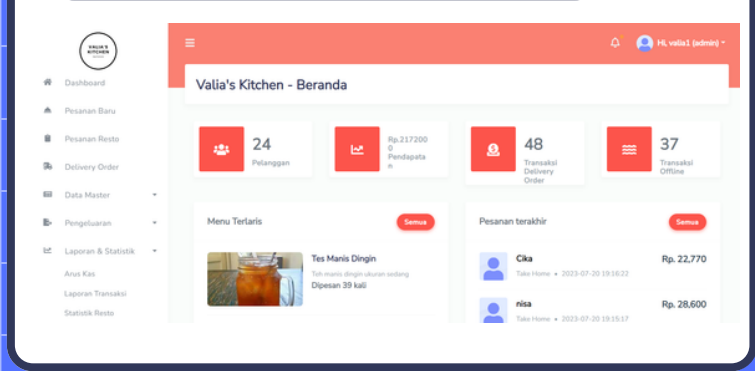 VALIA'S
KITCHEN
Hi, valia1 (admin)
Dashboard
Pesanan Baru
Pesanan Resto
Delivery Order
Data Master
Pengeluaran
Laporan & Statistik
Arus Kas
Laporan Transaksi
Statistik Resto
Valia's Kitchen - Beranda
24
Pelanggan
Rp.217200
0
Pendapata
n
48
Transaksi
Delivery
Order
37
Transaksi
Offline
Menu Terlaris
Semua
Tes Manis Dingin
Teh manis dingin ukuran sedang
Dipesan 39 kali
Pesanan terakhir
Semua
Cika
Rp. 22,770
Take Home • 2023-07-20 19:16:22
nisa
Rp. 28,600
Take Home • 2023-07-20 19:15:17